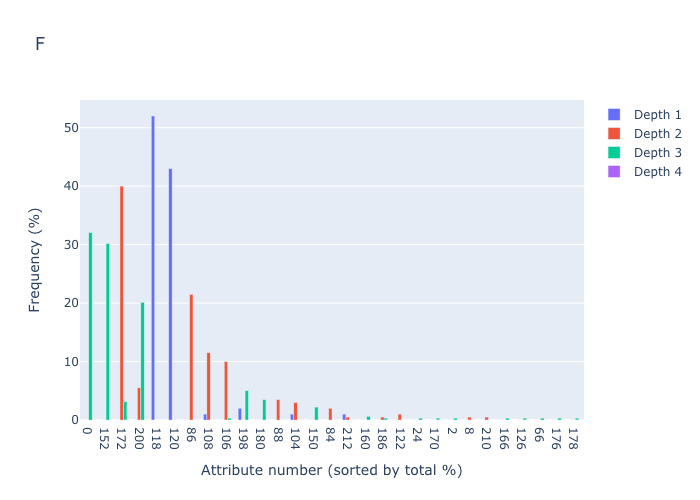 F
Depth 1
Depth 2
Depth 3
Depth 4
Frequency (%)
50
40
30
20
10
0
0 152 172 200 118 120 86 108 106 198 180 88 104 150 84 212 160 186 122 24 170 2 8 210 166 126 66 176 178
Attribute number (sorted by total %)